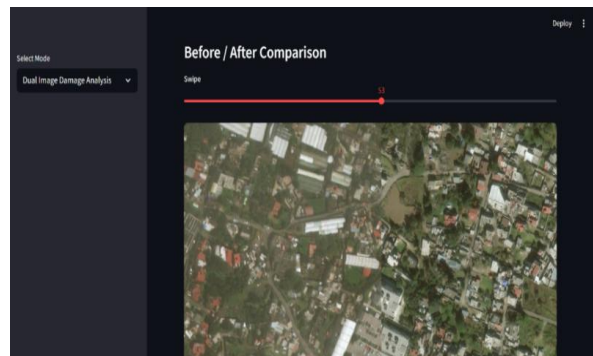 Deploy
Select Mode
Dual Image Damage Analysis
Before / After Comparison
Swipe
53